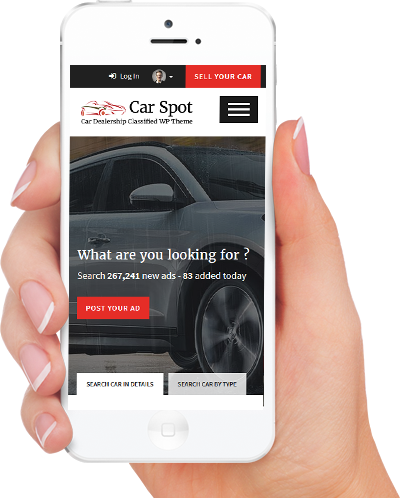 Log In
SELL YOUR CAR
Car Spot
Car Dealership Classified WP Theme
What are you looking for ?
Search 267,241 new ads - 83 added today
POST YOUR AD
SEARCH CAR IN DETAILS
SEARCH CAR BY TYPE